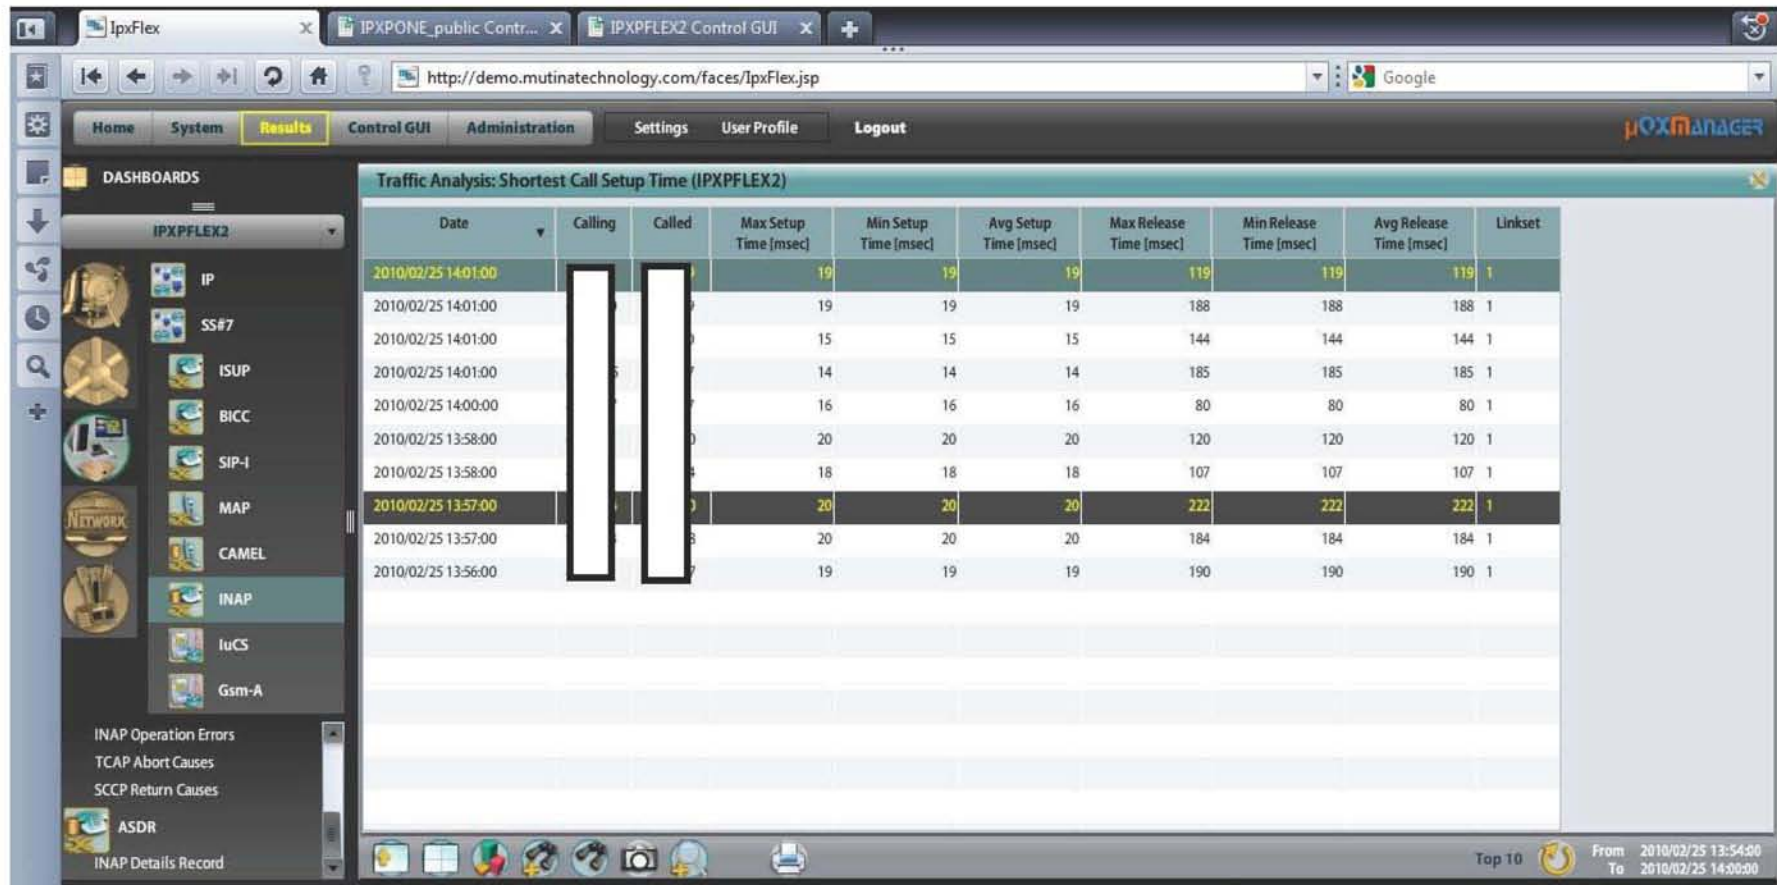 IpxFlex
IPXPONE_public Contr...
IPXPFLEX2 Control GUI
http://demo.mutinatechnology.com/faces/IpxFlex.jsp
Google
Home System Results Control GUI Administration Settings User Profile Logout
µQXMANAGER
DASHBOARDS
IPXPFLEX2
IP
SS#7
ISUP
BICC
SIP-I
MAP
CAMEL
INAP
IuCS
Gsm-A
NETWORK
INAP Operation Errors
TCAP Abort Causes
SCCP Return Causes
ASDR
INAP Details Record
Traffic Analysis: Shortest Call Setup Time (IPXPFLEX2)
Date Calling Called Max Setup Time [msec] Min Setup Time [msec] Avg Setup Time [msec] Max Release Time [msec] Min Release Time [msec] Avg Release Time [msec] Linkset
2010/02/25 14:01:00 19 19 19 119 119 119 1
2010/02/25 14:01:00 19 19 19 188 188 188 1
2010/02/25 14:01:00 15 15 15 144 144 144 1
2010/02/25 14:01:00 14 14 14 185 185 185 1
2010/02/25 14:00:00 16 16 16 80 80 80 1
2010/02/25 13:58:00 20 20 20 120 120 120 1
2010/02/25 13:58:00 18 18 18 107 107 107 1
2010/02/25 13:57:00 20 20 20 222 222 222 1
2010/02/25 13:57:00 20 20 20 184 184 184 1
2010/02/25 13:56:00 19 19 19 190 190 190 1
Top 10
From 2010/02/25 13:54:00
To 2010/02/25 14:00:00